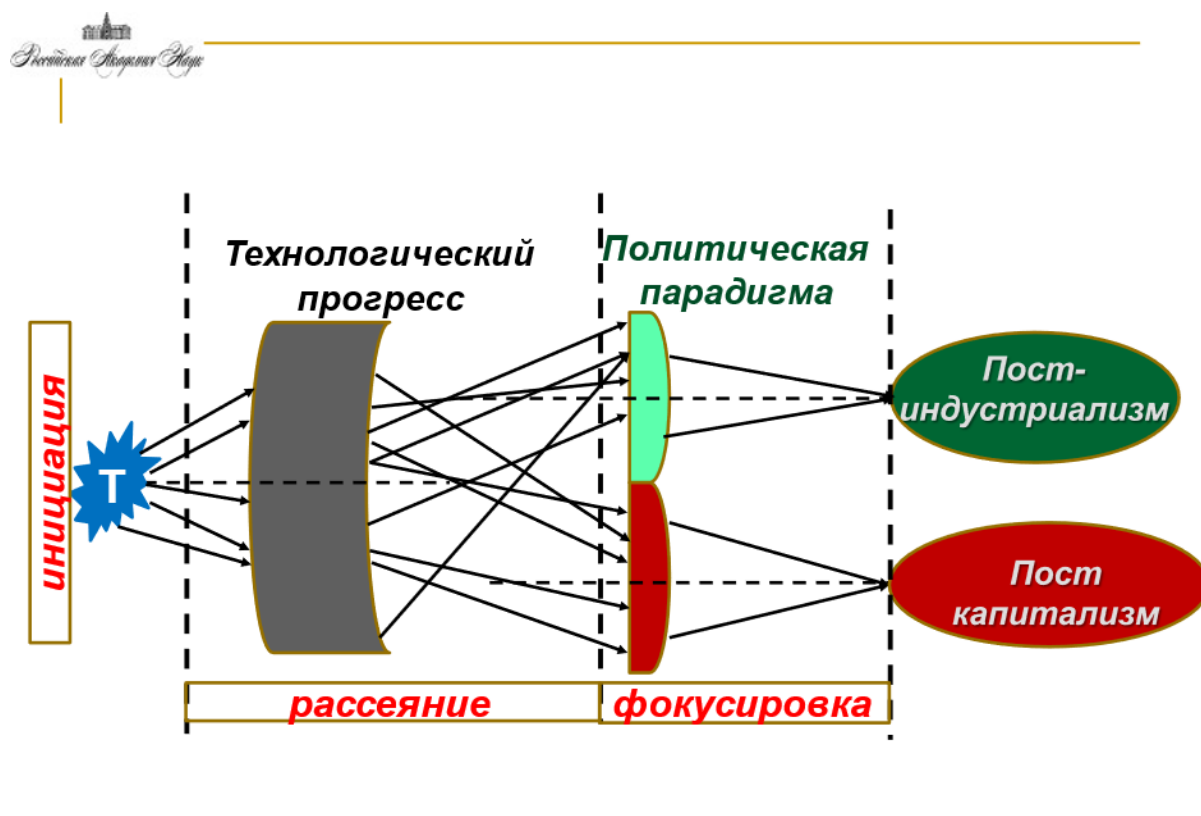 Российская Академия Наук
Технологический
прогресс
Политическая
парадигма
инициация
Т
Пост-
индустриализм
Пост
капитализм
рассеяние
фокусировка